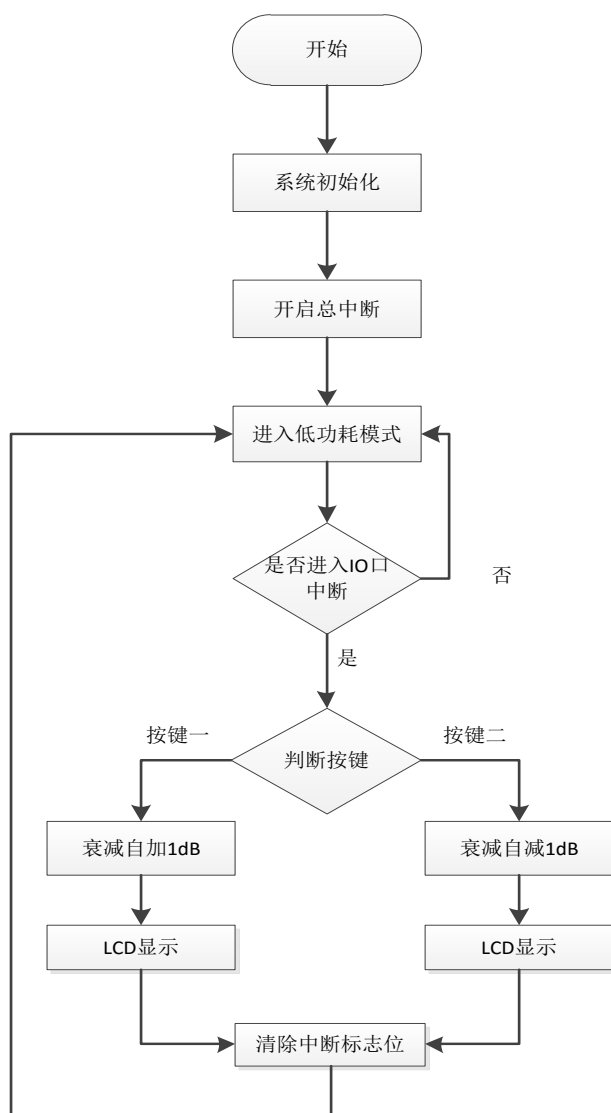 开始
系统初始化
开启总中断
进入低功耗模式
是否进入IO口
中断
否
是
按键一
判断按键
按键二
衰减自加1dB
衰减自减1dB
LCD显示
LCD显示
清除中断标志位